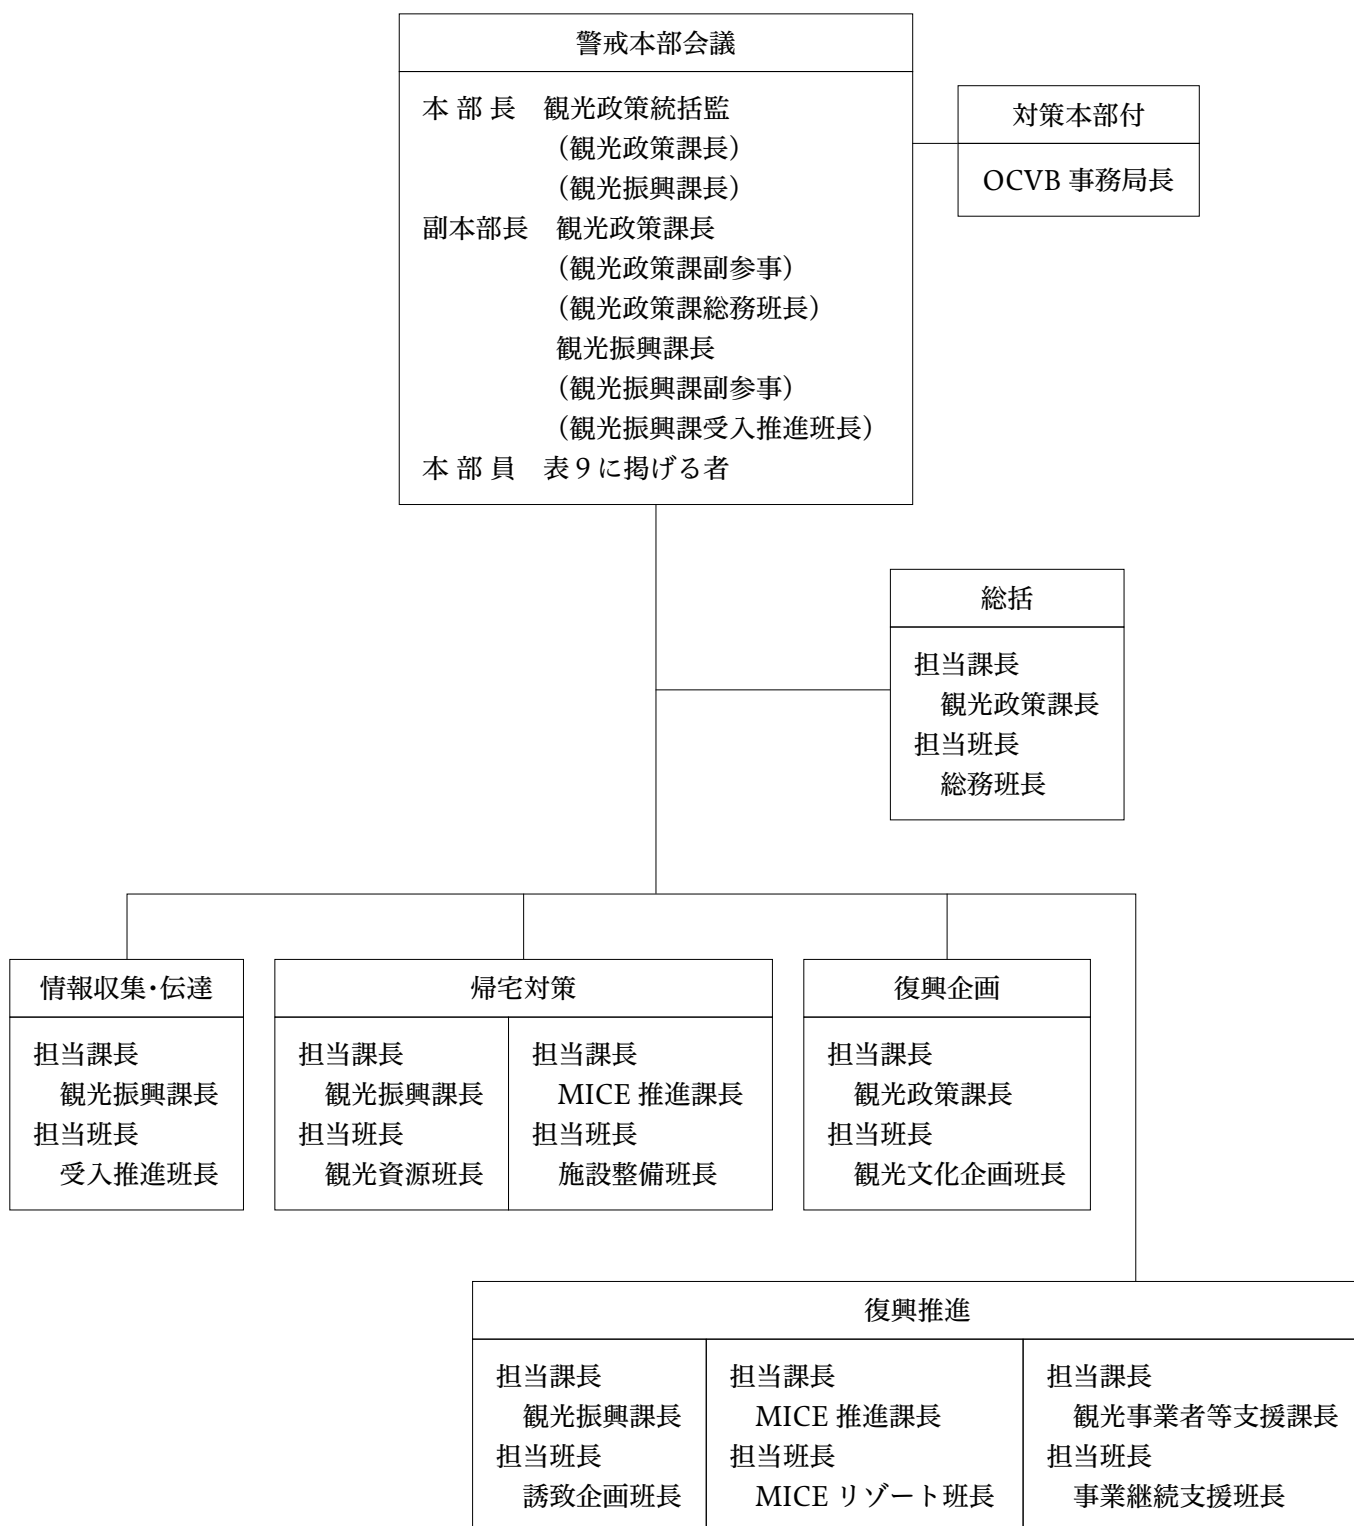 警戒本部会議
本部長 観光政策統括監
（観光政策課長）
（観光振興課長）
副本部長 観光政策課長
（観光政策課副参事）
（観光政策課総務班長）
観光振興課長
（観光振興課副参事）
（観光振興課受入推進班長）
本部員 表９に掲げる者
対策本部付
OCVB 事務局長
総括
担当課長
観光政策課長
担当班長
総務班長
情報収集・伝達
担当課長
観光振興課長
担当班長
受入推進班長
帰宅対策
担当課長
観光振興課長
担当班長
観光資源班長
担当課長
MICE 推進課長
担当班長
施設整備班長
復興企画
担当課長
観光政策課長
担当班長
観光文化企画班長
復興推進
担当課長
観光振興課長
担当班長
誘致企画班長
担当課長
MICE 推進課長
担当班長
MICE リゾート班長
担当課長
観光事業者等支援課長
担当班長
事業継続支援班長